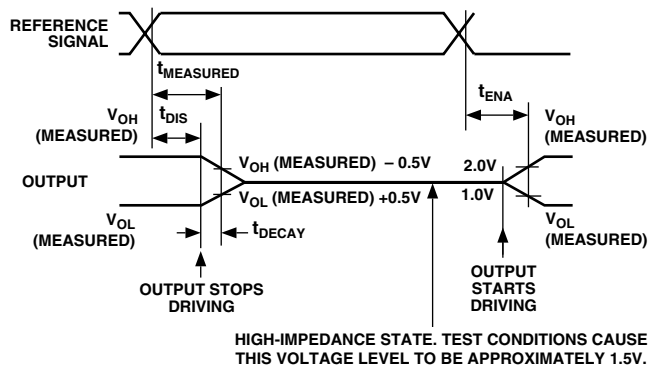 REFERENCE
SIGNAL
tMEASURED
tENA
VOH
(MEASURED)
tDIS
VOH
(MEASURED)
VOH (MEASURED) – 0.5V
2.0V
OUTPUT
VOL (MEASURED) +0.5V
1.0V
VOL
(MEASURED)
tDECAY
VOL
(MEASURED)
OUTPUT STOPS
DRIVING
OUTPUT
STARTS
DRIVING
HIGH-IMPEDANCE STATE. TEST CONDITIONS CAUSE
THIS VOLTAGE LEVEL TO BE APPROXIMATELY 1.5V.